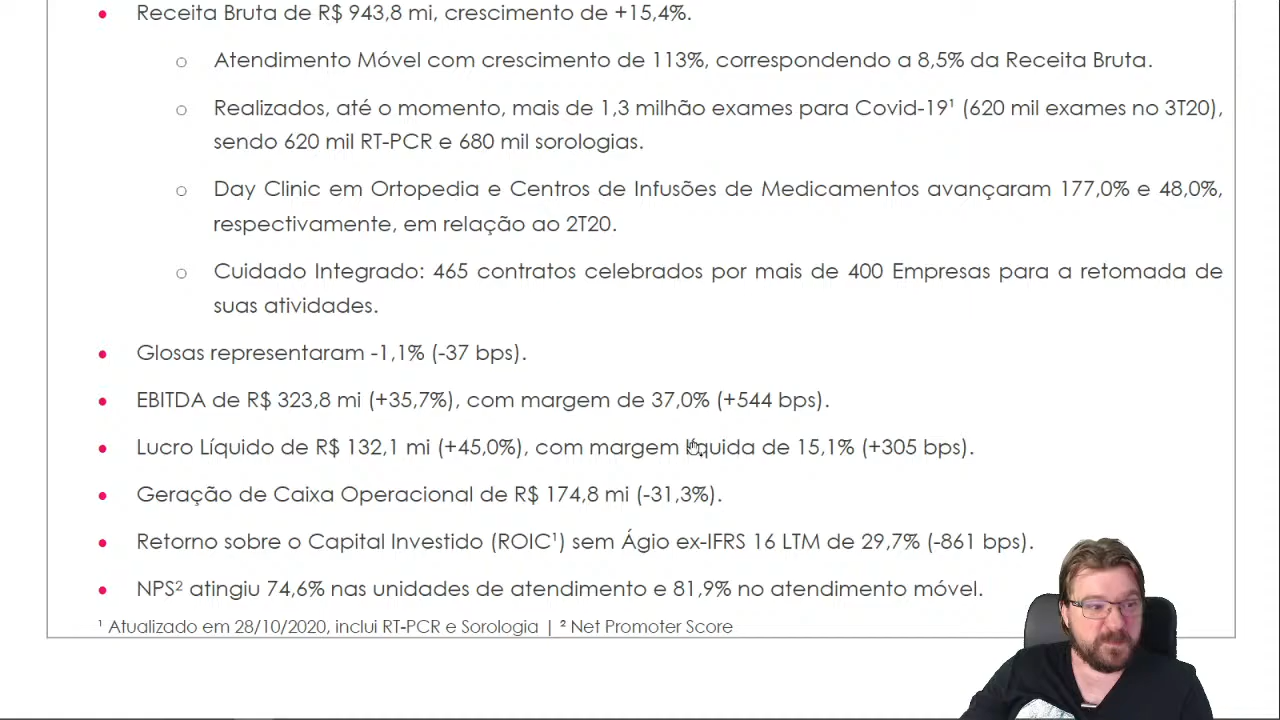 Receita Bruta de R$ 943,8 mi, crescimento de +15,4%.
Atendimento Móvel com crescimento de 113%, correspondendo a 8,5% da Receita Bruta.
Realizados, até o momento, mais de 1,3 milhão exames para Covid-19¹ (620 mil exames no 3T20),
sendo 620 mil RT-PCR e 680 mil sorologias.
Day Clinic em Ortopedia e Centros de Infusões de Medicamentos avançaram 177,0% e 48,0%,
respectivamente, em relação ao 2T20.
Cuidado Integrado: 465 contratos celebrados por mais de 400 Empresas para a retomada de
suas atividades.
Glosas representaram -1,1% (-37 bps).
EBITDA de R$ 323,8 mi (+35,7%), com margem de 37,0% (+544 bps).
Lucro Líquido de R$ 132,1 mi (+45,0%), com margem líquida de 15,1% (+305 bps).
Geração de Caixa Operacional de R$ 174,8 mi (-31,3%).
Retorno sobre o Capital Investido (ROIC¹) sem Ágio ex-IFRS 16 LTM de 29,7% (-861 bps).
NPS² atingiu 74,6% nas unidades de atendimento e 81,9% no atendimento móvel.
¹ Atualizado em 28/10/2020, inclui RT-PCR e Sorologia | ² Net Promoter Score